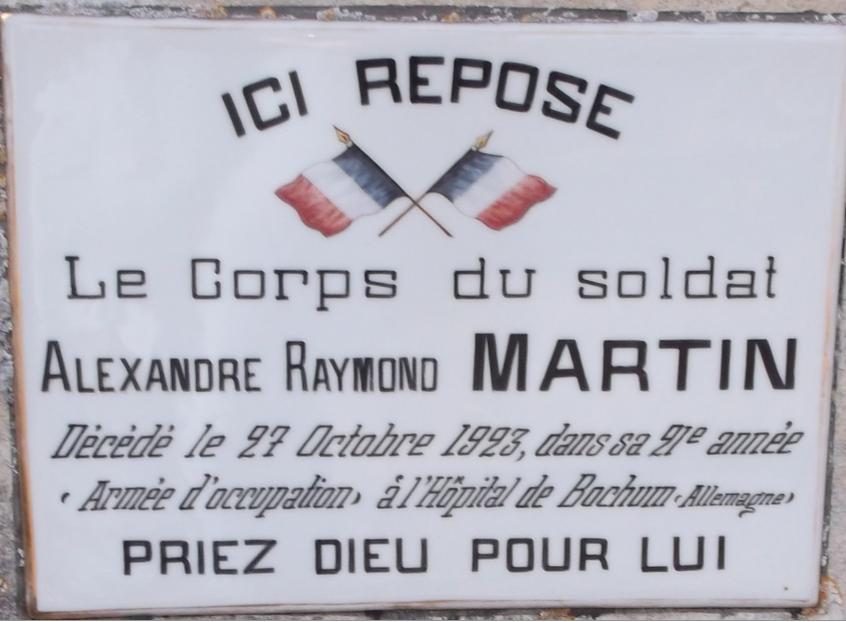 ICI REPOSE
Le Corps du soldat
ALEXANDRE RAYMOND MARTIN
Décédé le 27 Octobre 1923, dans sa 21e année
‹ Armée d'occupation › à l'Hôpital de Bochum ‹ Allemagne ›
PRIEZ DIEU POUR LUI